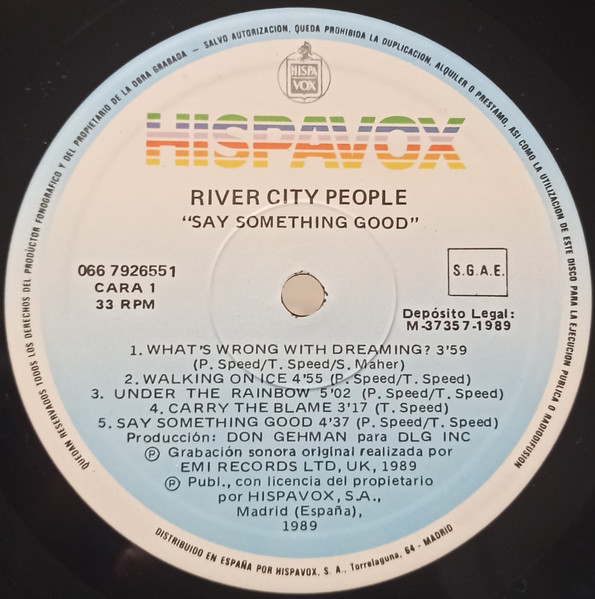 QUEDAN RESERVADOS TODOS LOS DERECHOS DEL PRODUCTOR FONOGRAFICO Y DEL PROPIETARIO DE LA OBRA GRABADA - SALVO AUTORIZACION, QUEDA PROHIBIDA LA DUPLICACION, ALQUILER O PRESTAMO, ASI COMO LA UTILIZACION DE ESTE DISCO PARA LA EJECUCION PUBLICA O RADIODIFUSION
HISPA
VOX
HISPAVOX
RIVER CITY PEOPLE
"SAY SOMETHING GOOD"
066 7926551
CARA 1
33 RPM
S.G.A.E.
Depósito Legal:
M-37357-1989
1. WHAT'S WRONG WITH DREAMING? 3'59
(P. Speed/T. Speed/S. Maher)
2. WALKING ON ICE 4'55 (P. Speed/T. Speed)
3. UNDER THE RAINBOW 5'02 (P. Speed/T. Speed)
4. CARRY THE BLAME 3'17 (T. Speed)
5. SAY SOMETHING GOOD 4'37 (P. Speed/T. Speed)
Producción: DON GEHMAN para DLG INC
Ⓟ Grabación sonora original realizada por
EMI RECORDS LTD, UK, 1989
Ⓟ Publ., con licencia del propietario
por HISPAVOX, S.A.,
Madrid (España),
1989
DISTRIBUIDO EN ESPAÑA POR HISPAVOX, S. A., Torrelaguna, 64 - MADRID